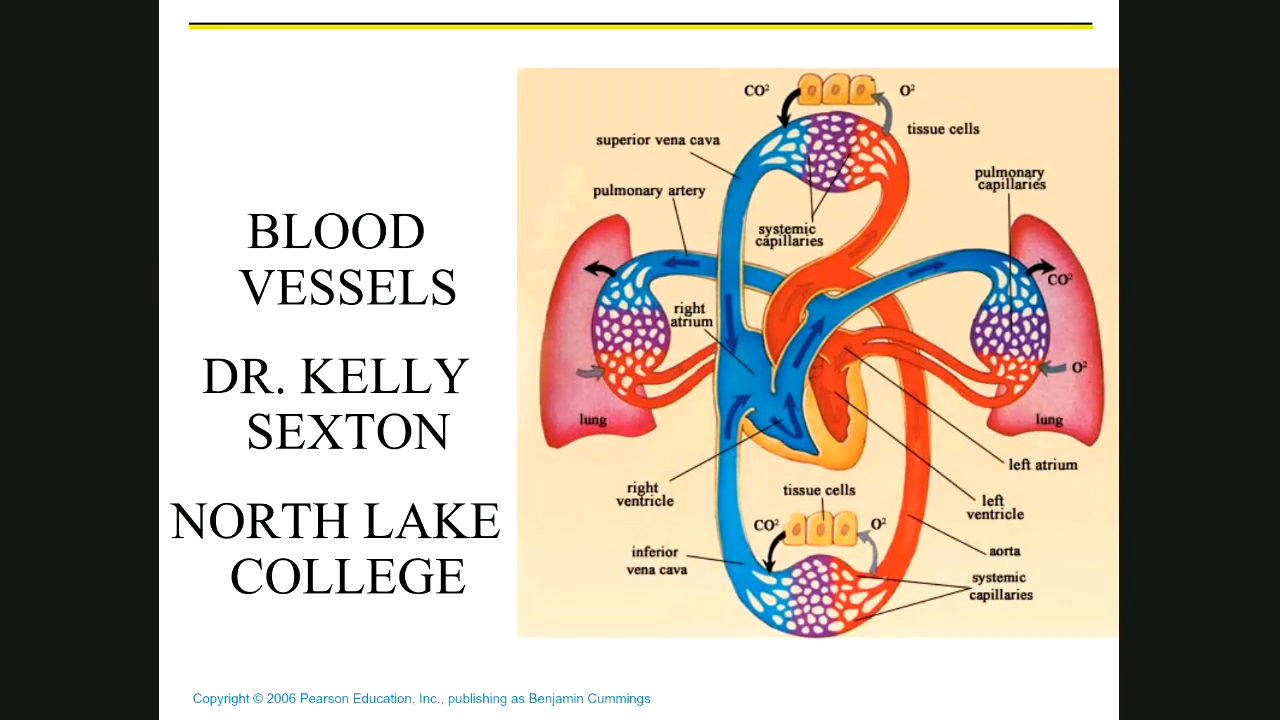 BLOOD
VESSELS
DR. KELLY
SEXTON
NORTH LAKE
COLLEGE
CO²
O²
tissue cells
superior vena cava
pulmonary artery
pulmonary
capillaries
systemic
capillaries
right
atrium
CO²
O²
lung
lung
left atrium
right
ventricle
tissue cells
left
ventricle
CO²
O²
inferior
vena cava
aorta
systemic
capillaries
Copyright © 2006 Pearson Education, Inc., publishing as Benjamin Cummings